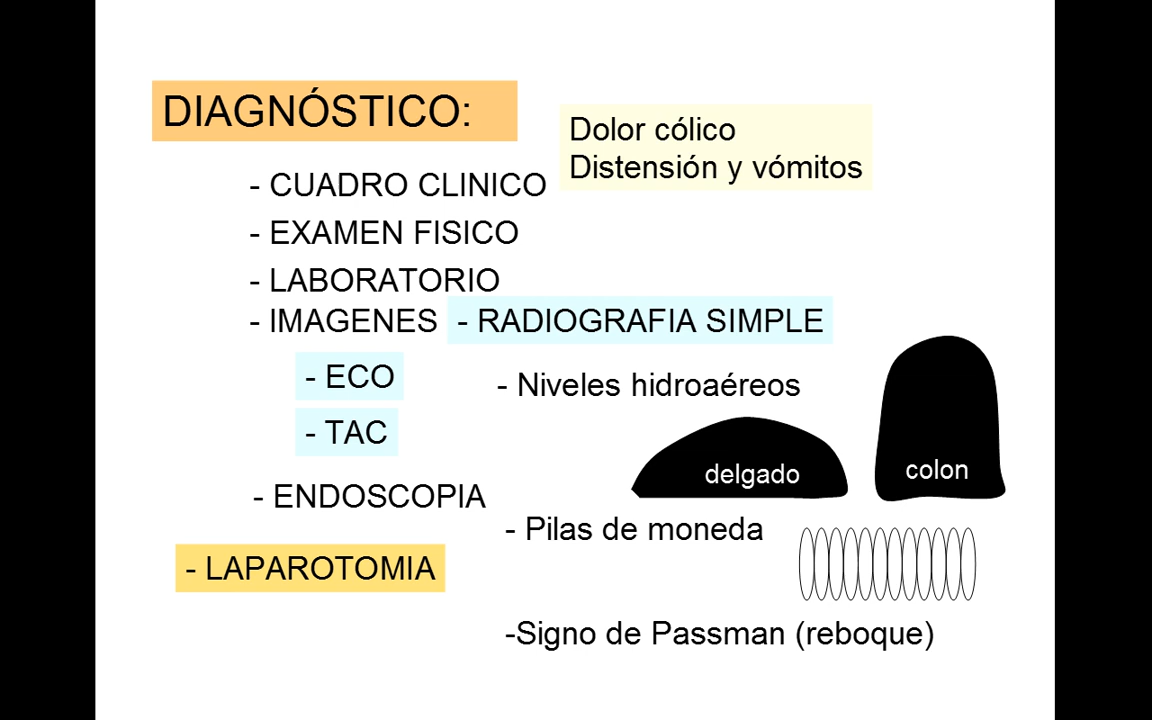 DIAGNÓSTICO:
Dolor cólico
Distensión y vómitos
- CUADRO CLINICO
- EXAMEN FISICO
- LABORATORIO
- IMAGENES - RADIOGRAFIA SIMPLE
- ECO
- Niveles hidroaéreos
- TAC
delgado
colon
- ENDOSCOPIA
- Pilas de moneda
- LAPAROTOMIA
-Signo de Passman (reboque)